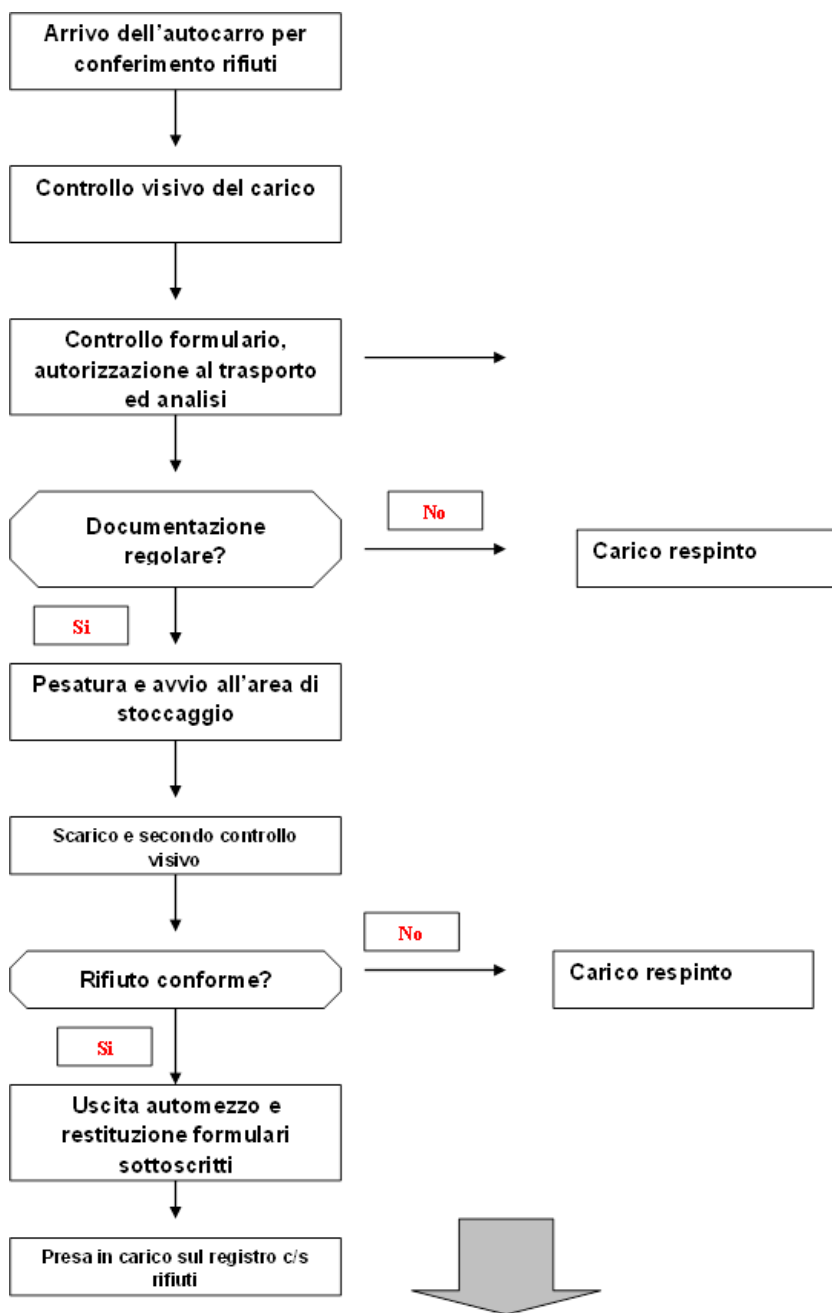 Arrivo dell'autocarro per
conferimento rifiuti
Controllo visivo del carico
Controllo formulario,
autorizzazione al trasporto
ed analisi
Documentazione
regolare?
No
Carico respinto
Si
Pesatura e avvio all'area di
stoccaggio
Scarico e secondo controllo
visivo
Rifiuto conforme?
No
Carico respinto
Si
Uscita automezzo e
restituzione formulari
sottoscritti
Presa in carico sul registro c/s
rifiuti